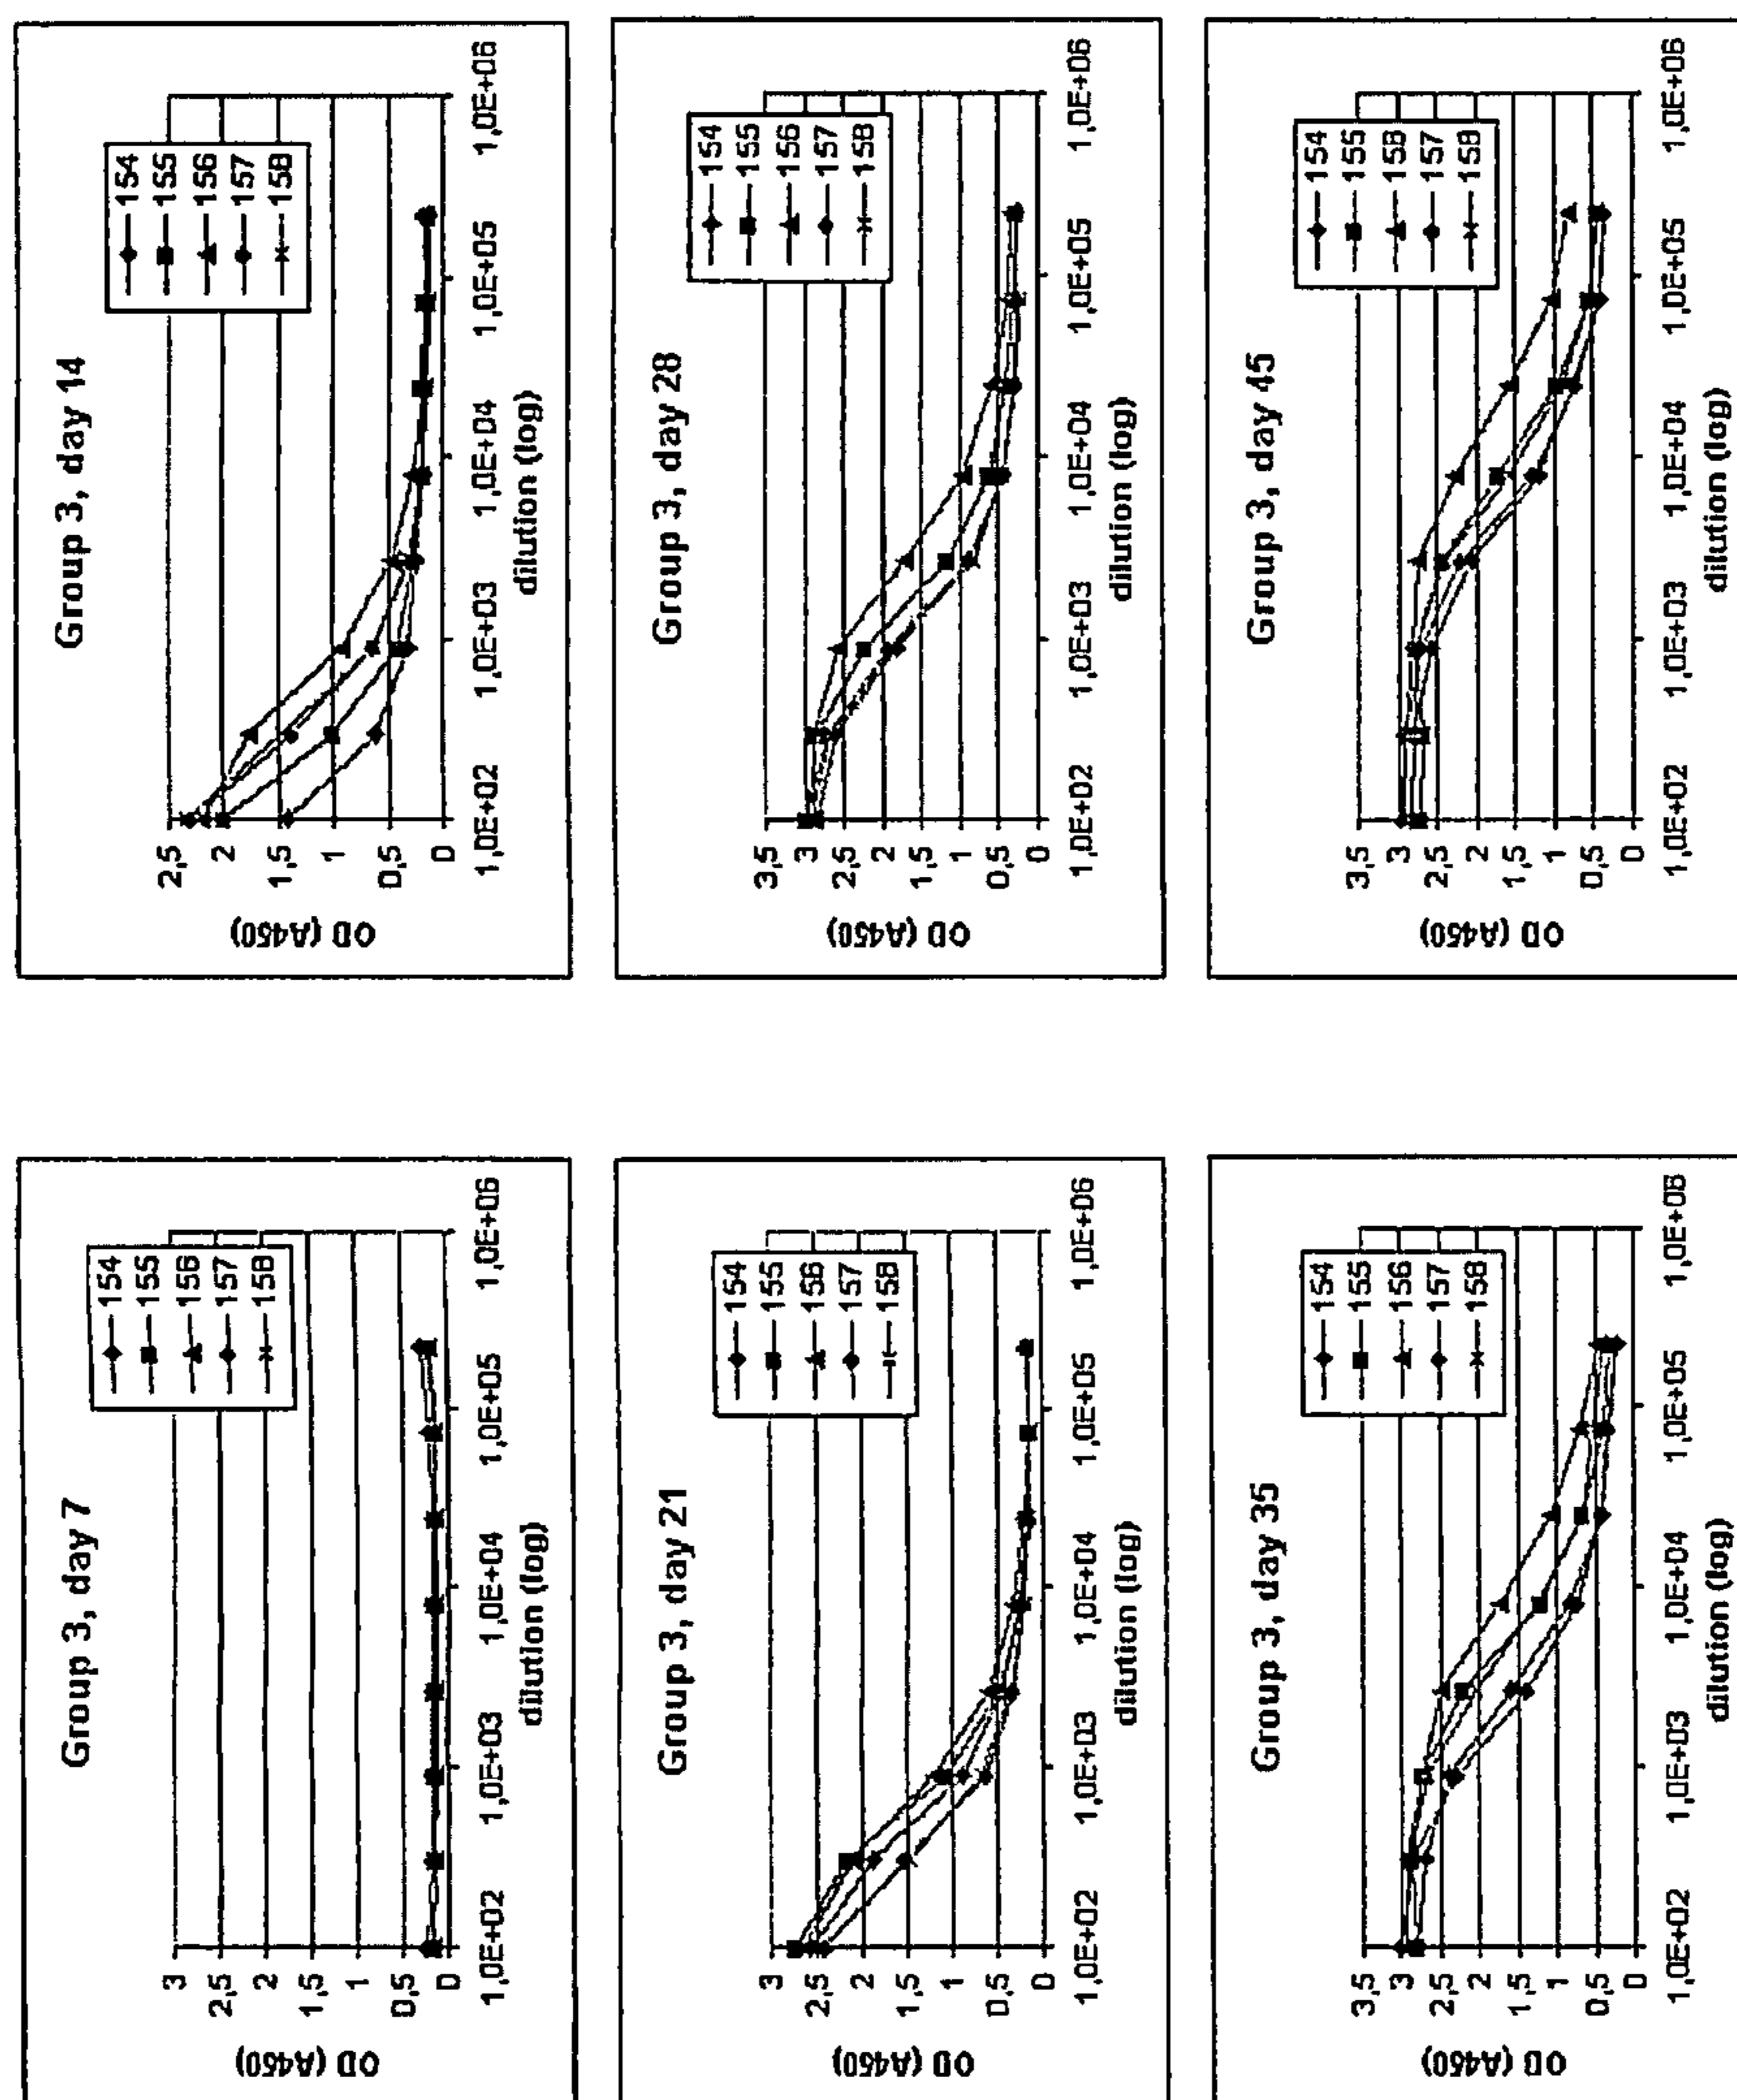 Group 3, day 7
OD (A450)
3
2,5
2
1,5
1
0,5
0
1,0E+02
1,0E+03
1,0E+04
1,0E+05
1,0E+06
dilution (log)
154
155
156
157
158
Group 3, day 14
OD (A450)
2,5
2
1,5
1
0,5
0
1,0E+02
1,0E+03
1,0E+04
1,0E+05
1,0E+06
dilution (log)
154
155
156
157
158
Group 3, day 21
OD (A450)
3
2,5
2
1,5
1
0,5
0
1,0E+02
1,0E+03
1,0E+04
1,0E+05
1,0E+06
dilution (log)
154
155
156
157
158
Group 3, day 28
OD (A450)
3,5
3
2,5
2
1,5
1
0,5
0
1,0E+02
1,0E+03
1,0E+04
1,0E+05
1,0E+06
dilution (log)
154
155
156
157
158
Group 3, day 35
OD (A450)
3,5
3
2,5
2
1,5
1
0,5
0
1,0E+02
1,0E+03
1,0E+04
1,0E+05
1,0E+06
dilution (log)
154
155
156
157
158
Group 3, day 45
OD (A450)
3,5
3
2,5
2
1,5
1
0,5
0
1,0E+02
1,0E+03
1,0E+04
1,0E+05
1,0E+06
dilution (log)
154
155
156
157
158